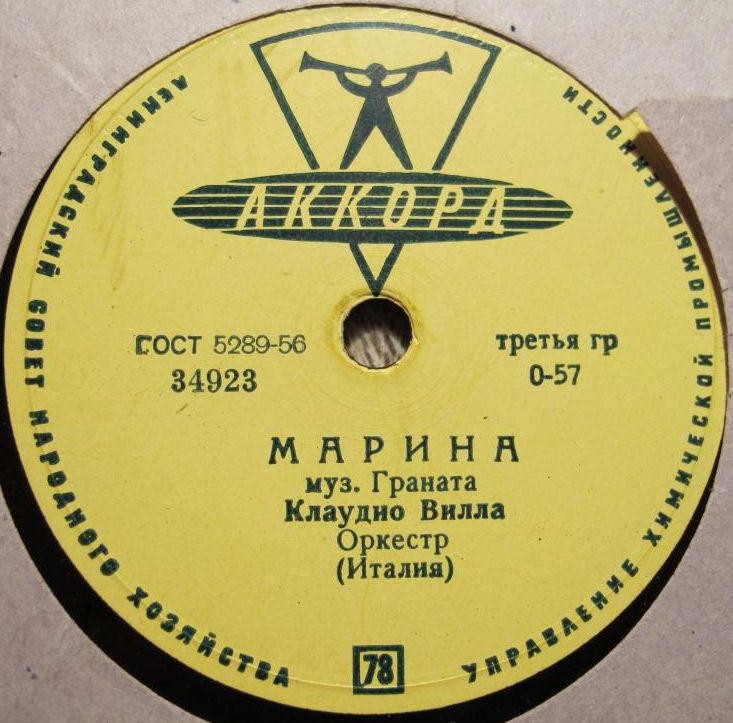 ЛЕНИНГРАДСКИЙ СОВЕТ НАРОДНОГО ХОЗЯЙСТВА
УПРАВЛЕНИЕ ХИМИЧЕСКОЙ ПРОМЫШЛЕННОСТИ
АККОРД
ГОСТ 5289-56
34923
третья гр
0-57
МАРИНА
муз. Граната
Клаудио Вилла
Оркестр
(Италия)
78